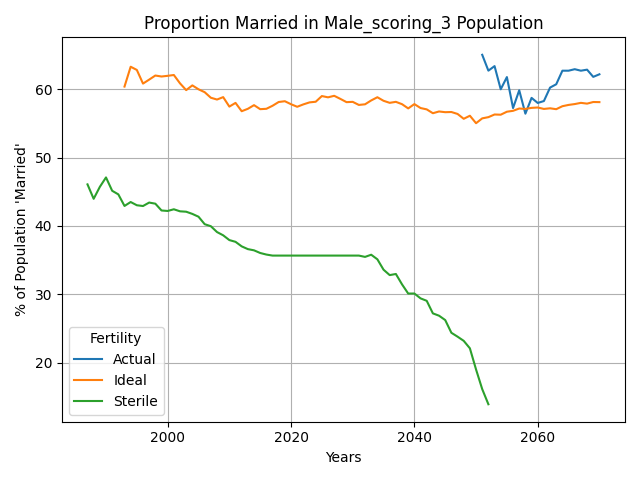 Proportion Married in Male_scoring_3 Population
% of Population 'Married'
60
50
40
30
20
Fertility
Actual
Ideal
Sterile
2000 2020 2040 2060
Years